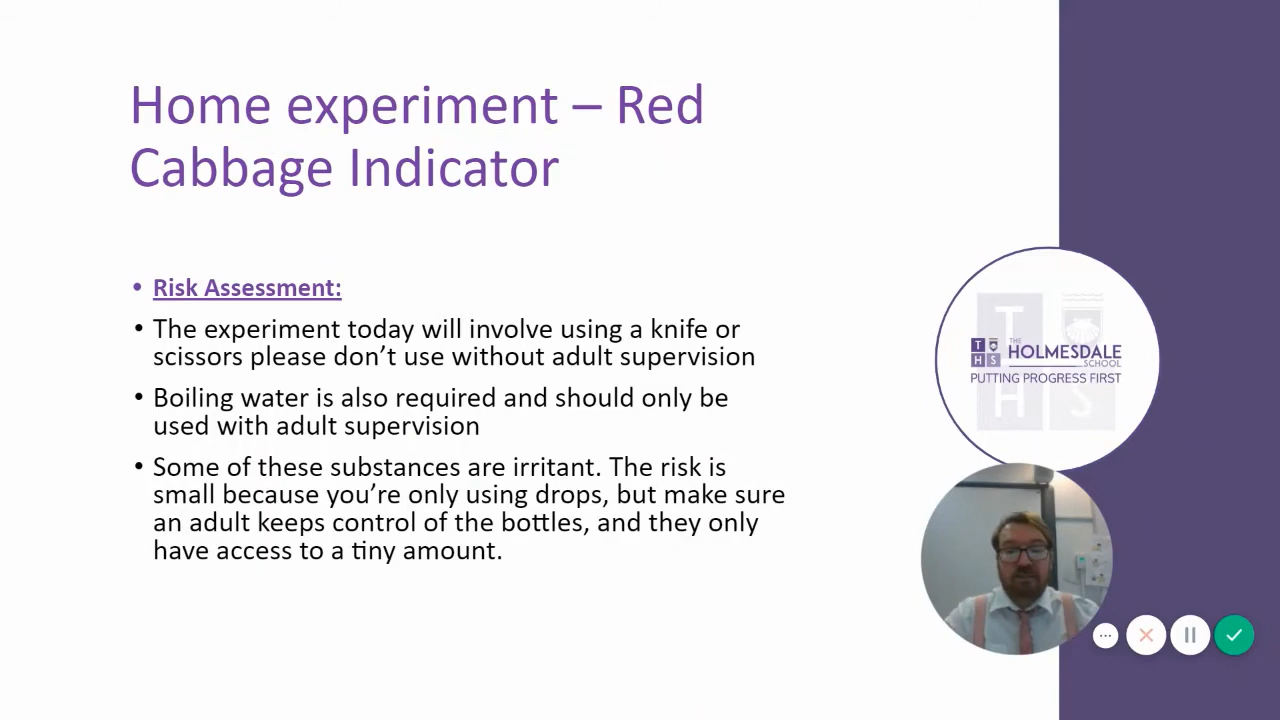 Home experiment – Red
Cabbage Indicator
• Risk Assessment:
• The experiment today will involve using a knife or
scissors please don’t use without adult supervision
• Boiling water is also required and should only be
used with adult supervision
• Some of these substances are irritant. The risk is
small because you’re only using drops, but make sure
an adult keeps control of the bottles, and they only
have access to a tiny amount.
T
H S
T
H S
THE
HOLMESDALE
SCHOOL
PUTTING PROGRESS FIRST